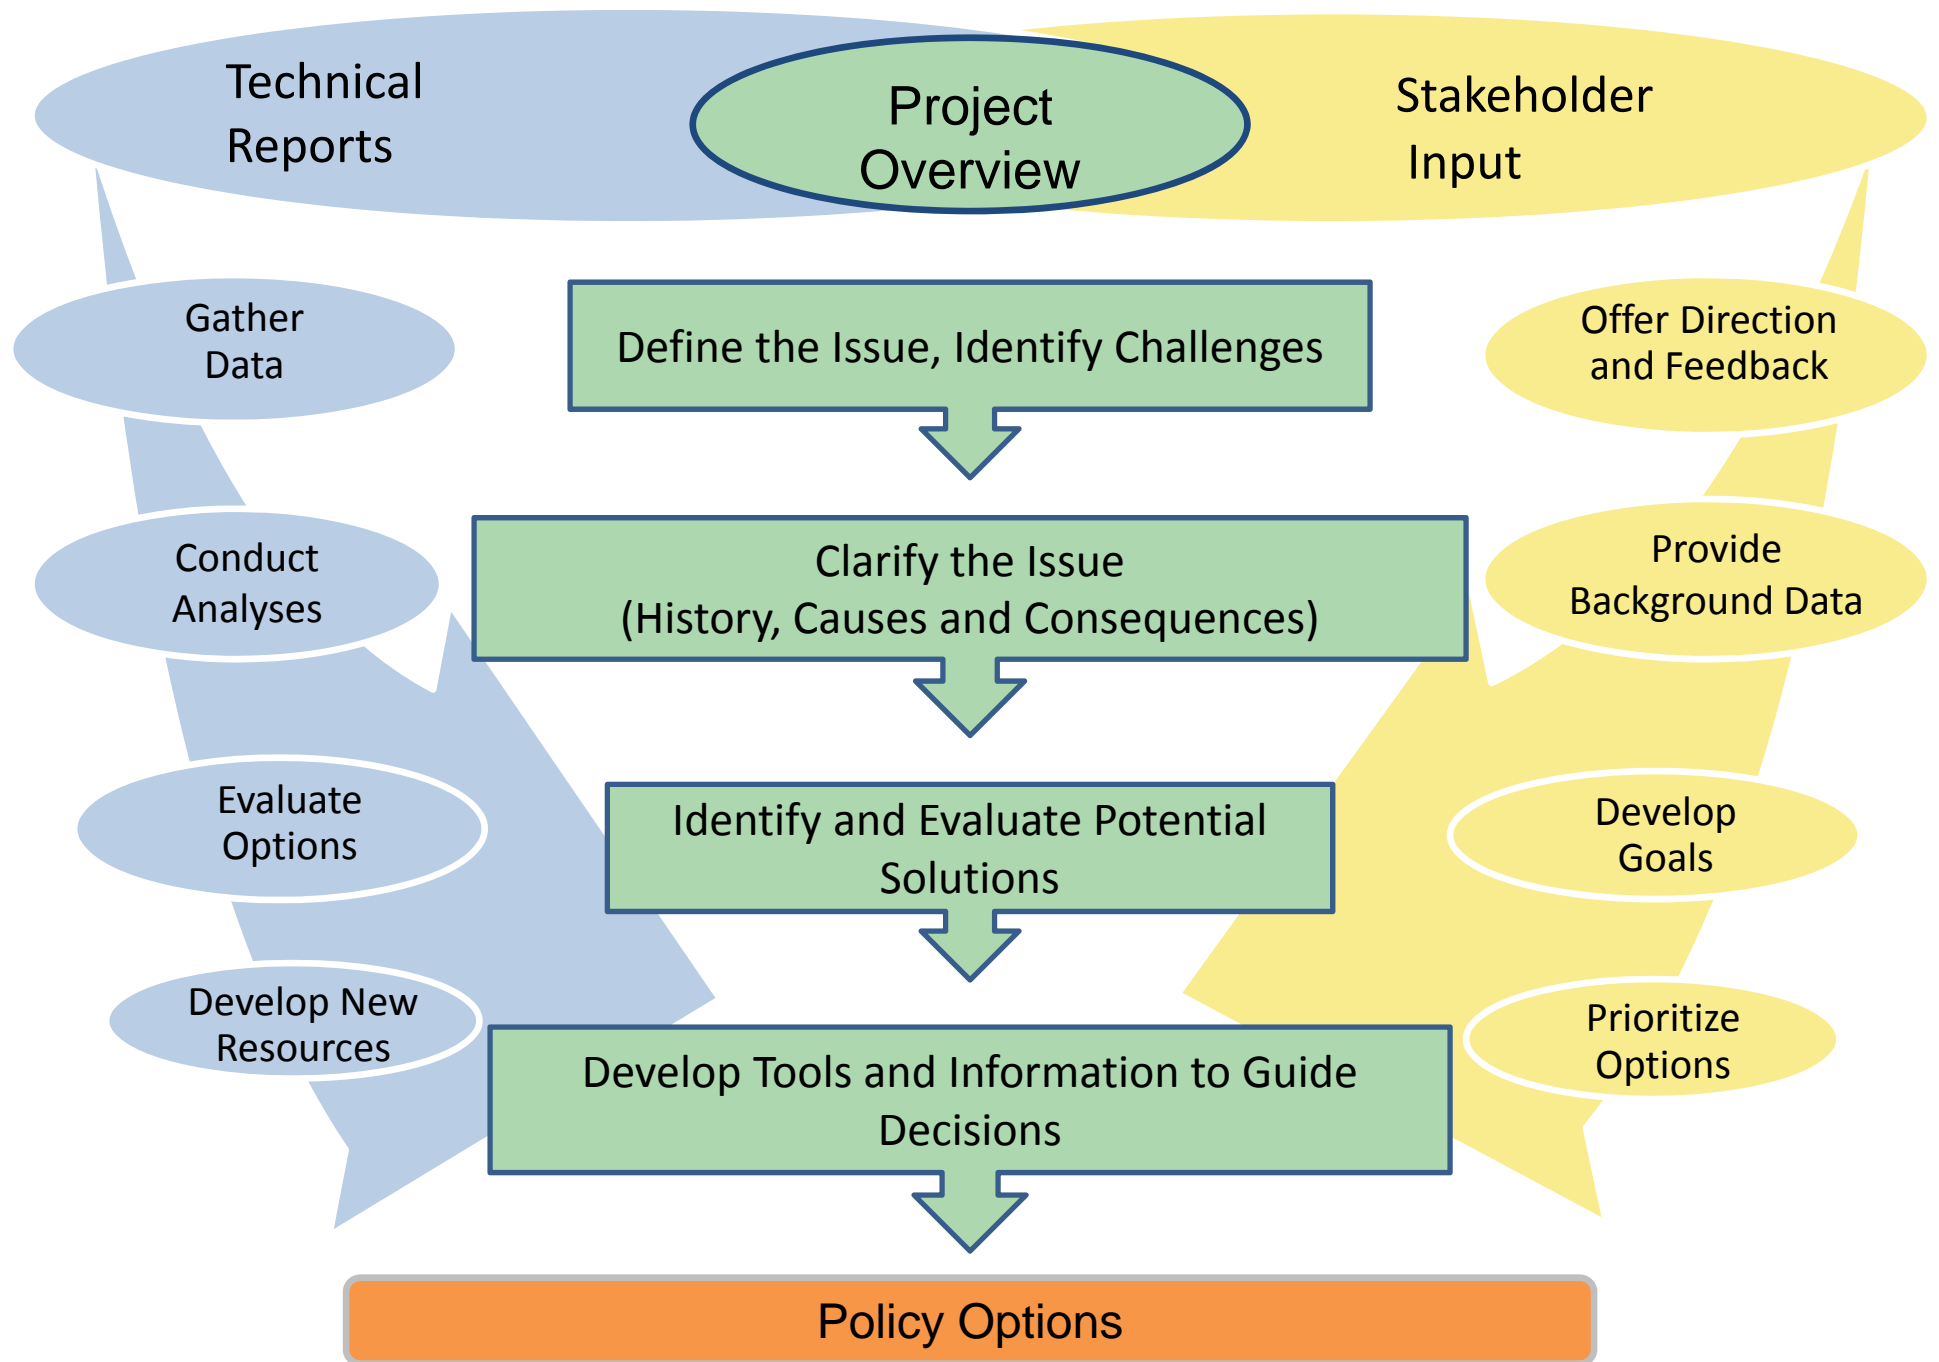 Technical
Reports
Project
Overview
Stakeholder
Input
Gather
Data
Define the Issue, Identify Challenges
Offer Direction
and Feedback
Conduct
Analyses
Clarify the Issue
(History, Causes and Consequences)
Provide
Background Data
Evaluate
Options
Identify and Evaluate Potential
Solutions
Develop
Goals
Develop New
Resources
Develop Tools and Information to Guide
Decisions
Prioritize
Options
Policy Options